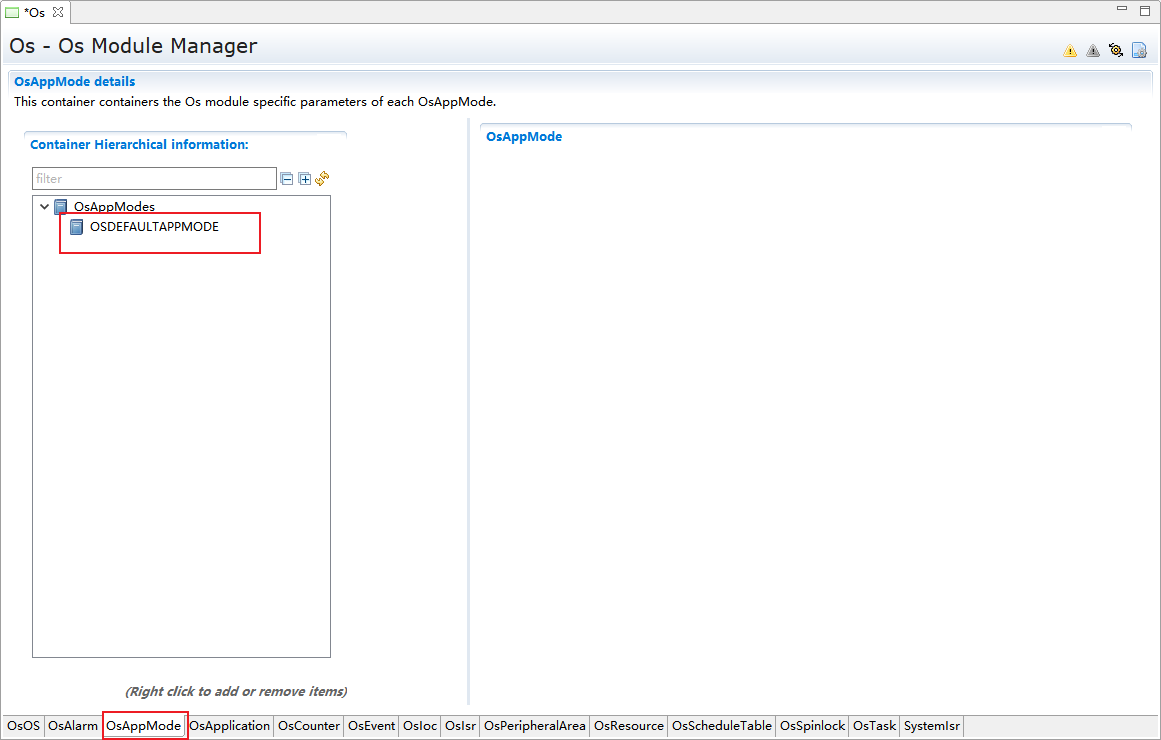 *Os
Os - Os Module Manager
OsAppMode details
This container containers the Os module specific parameters of each OsAppMode.
Container Hierarchical information:
filter
OsAppModes
OSDEFAULTAPPMODE
(Right click to add or remove items)
OsAppMode
OsOS OsAlarm OsAppMode OsApplication OsCounter OsEvent OsIoc OsIsr OsPeripheralArea OsResource OsScheduleTable OsSpinlock OsTask SystemIsr